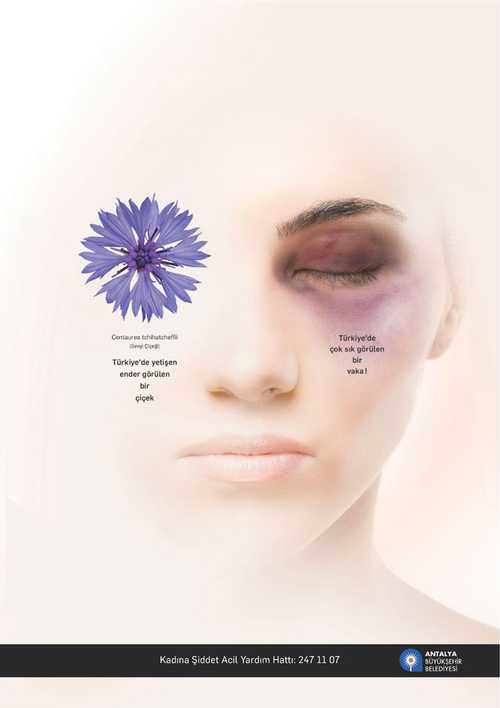 Centaurea tchihatcheffii
(Sevgi Çiçeği)
Türkiye'de yetişen
ender görülen
bir
çiçek
Türkiye'de
çok sık görülen
bir
vaka!
Kadına Şiddet Acil Yardım Hattı: 247 11 07
ANTALYA
BÜYÜKŞEHİR
BELEDİYESİ